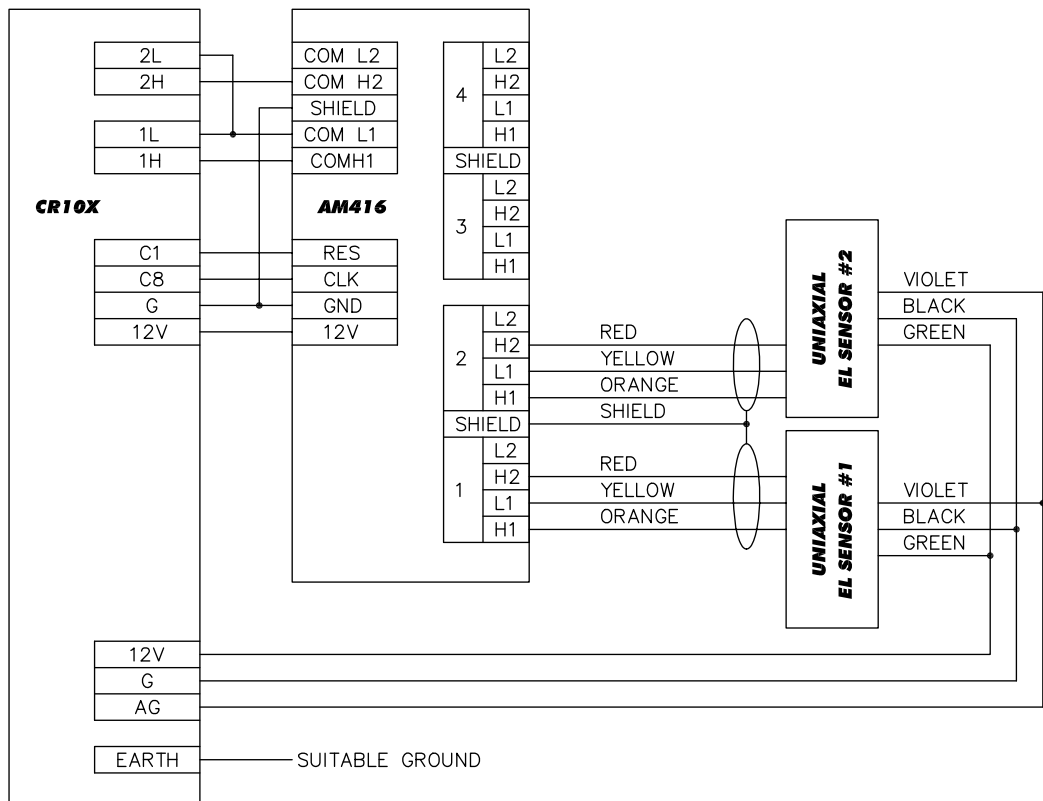 2L
2H
1L
1H
CR10X
C1
C8
G
12V
12V
G
AG
EARTH
SUITABLE GROUND
COM L2
COM H2
SHIELD
COM L1
COMH1
AM416
RES
CLK
GND
12V
4
L2
H2
L1
H1
SHIELD
3
L2
H2
L1
H1
2
L2
H2
L1
H1
SHIELD
1
L2
H2
L1
H1
RED
YELLOW
ORANGE
SHIELD
RED
YELLOW
ORANGE
UNIAXIAL
EL SENSOR #2
VIOLET
BLACK
GREEN
UNIAXIAL
EL SENSOR #1
VIOLET
BLACK
GREEN